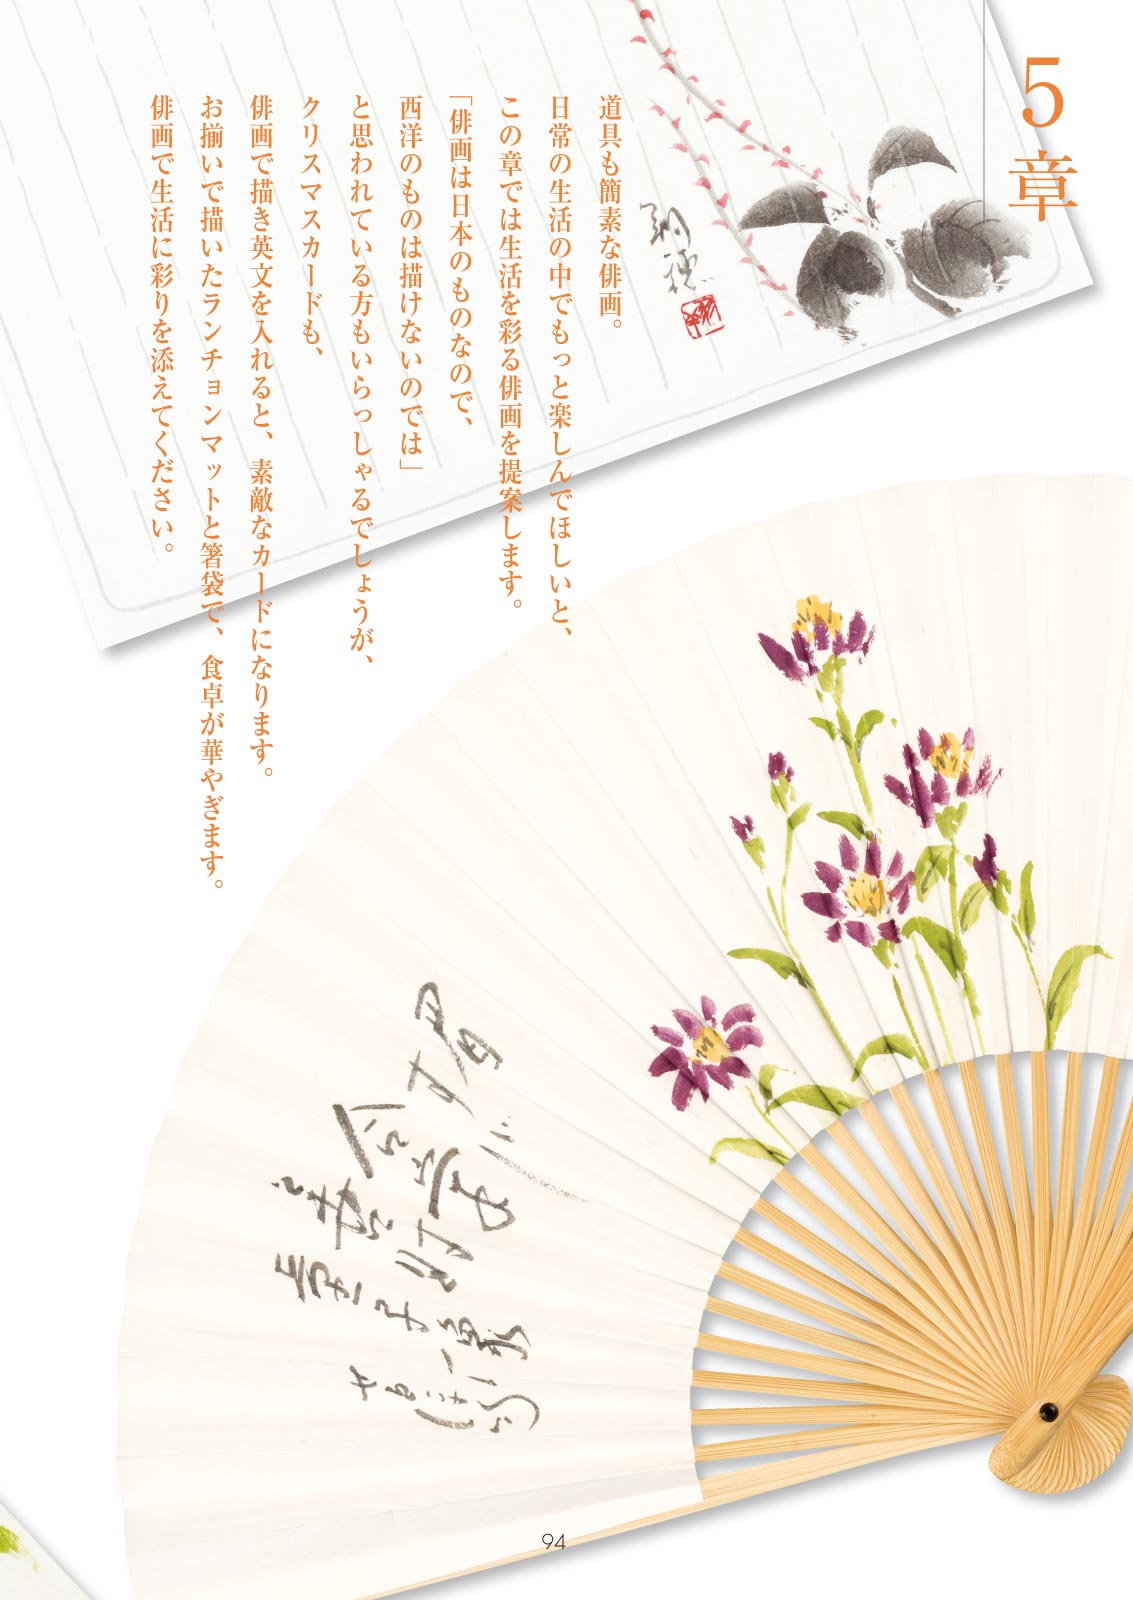 5章
道具も簡素な俳画。
日常の生活の中でもっと楽しんでほしいと、
この章では生活を彩る俳画を提案します。
「俳画は日本のものなので、
西洋のものは描けないのでは」
と思われている方もいらっしゃるでしょうが、
クリスマスカードも、
俳画で描き英文を入れると、素敵なカードになります。
お揃いで描いたランチョンマットと箸袋で、食卓が華やぎます。
俳画で生活に彩りを添えてください。
94